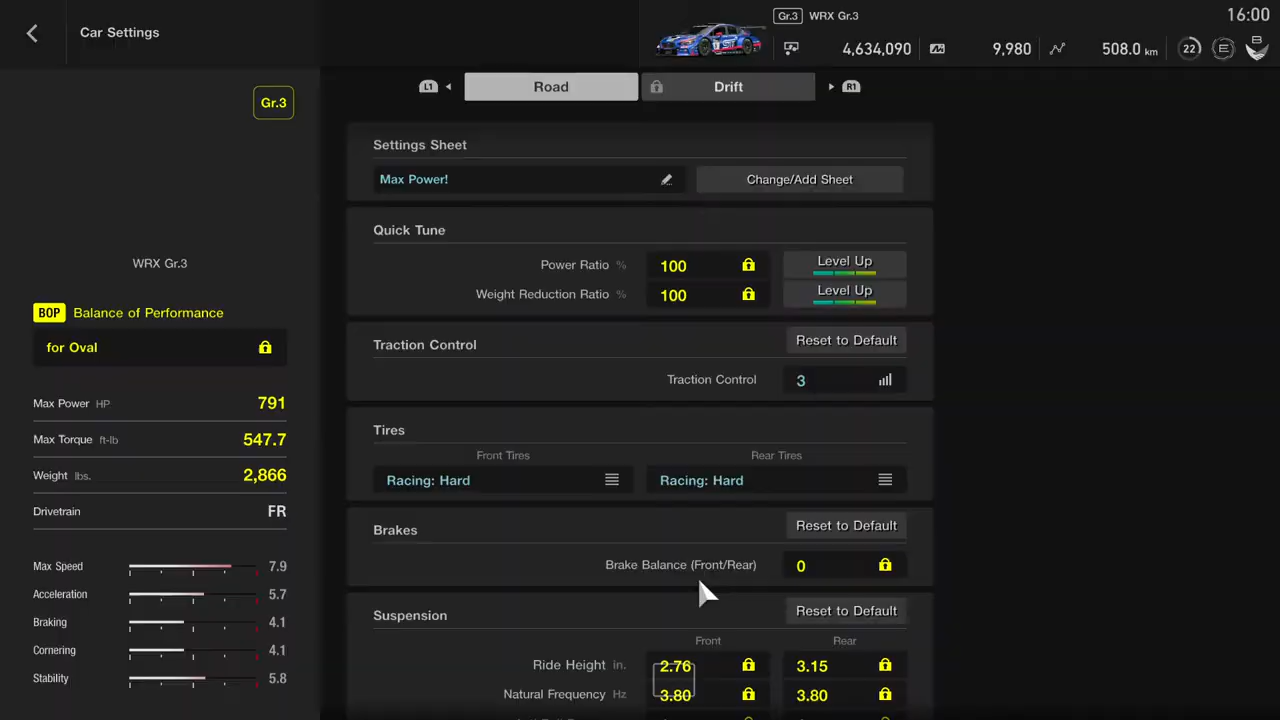 Car Settings
Gr.3 WRX Gr.3
16:00
4,634,090
9,980
508.0 km
22
E
B
Gr.3
WRX Gr.3
BOP Balance of Performance
for Oval
Max Power HP 791
Max Torque ft-lb 547.7
Weight lbs. 2,866
Drivetrain FR
Max Speed 7.9
Acceleration 5.7
Braking 4.1
Cornering 4.1
Stability 5.8
L1 Road Drift R1
Settings Sheet
Max Power! Change/Add Sheet
Quick Tune
Power Ratio % 100 Level Up
Weight Reduction Ratio % 100 Level Up
Traction Control Reset to Default
Traction Control 3
Tires
Front Tires Rear Tires
Racing: Hard Racing: Hard
Brakes Reset to Default
Brake Balance (Front/Rear) 0
Suspension Reset to Default
Front Rear
Ride Height in. 2.76 3.15
Natural Frequency Hz 3.80 3.80